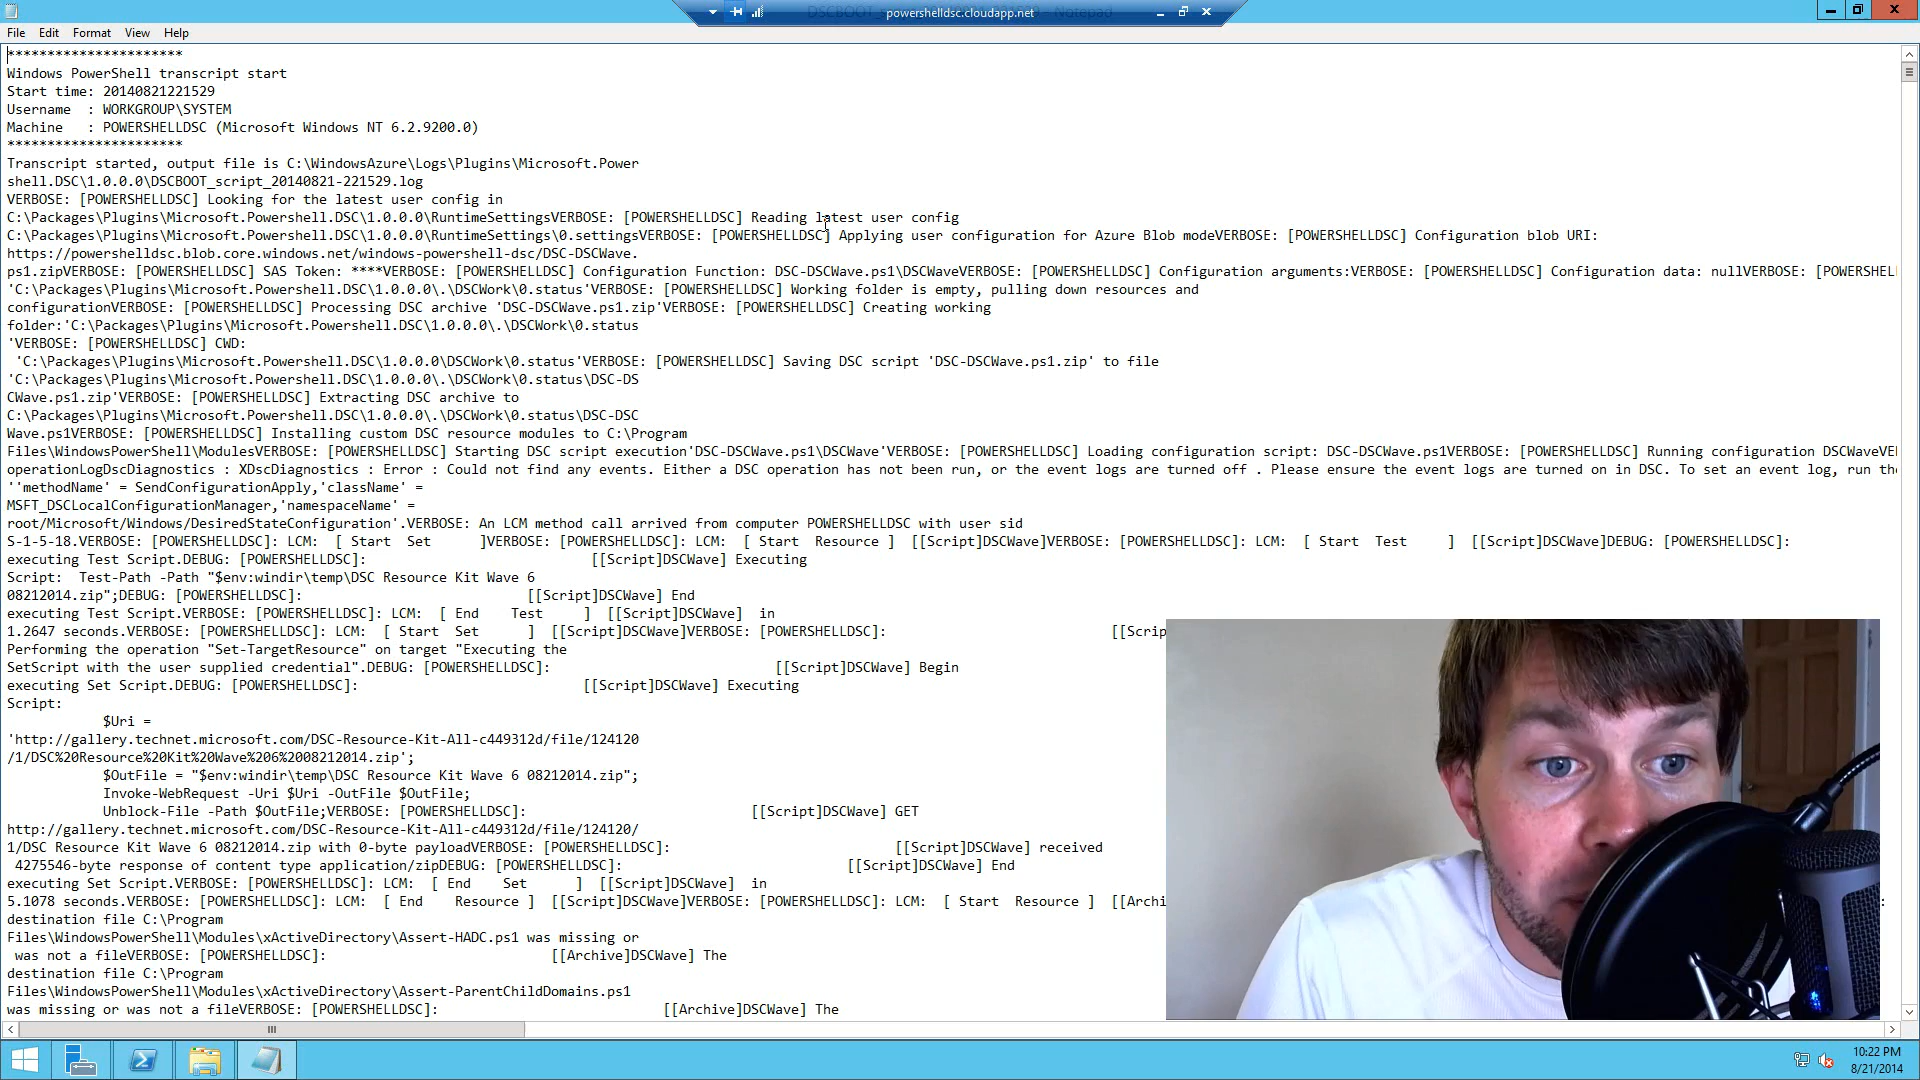 powershelldsc.cloudapp.net
File Edit Format View Help
**********************
Windows PowerShell transcript start
Start time: 20140821221529
Username  : WORKGROUP\SYSTEM
Machine   : POWERSHELLDSC (Microsoft Windows NT 6.2.9200.0)
**********************
Transcript started, output file is C:\WindowsAzure\Logs\Plugins\Microsoft.Power
shell.DSC\1.0.0.0\DSCBOOT_script_20140821-221529.log
VERBOSE: [POWERSHELLDSC] Looking for the latest user config in
C:\Packages\Plugins\Microsoft.Powershell.DSC\1.0.0.0\RuntimeSettingsVERBOSE: [POWERSHELLDSC] Reading latest user config
C:\Packages\Plugins\Microsoft.Powershell.DSC\1.0.0.0\RuntimeSettings\0.settingsVERBOSE: [POWERSHELLDSC] Applying user configuration for Azure Blob modeVERBOSE: [POWERSHELLDSC] Configuration blob URI:
https://powershelldsc.blob.core.windows.net/windows-powershell-dsc/DSC-DSCWave.
ps1.zipVERBOSE: [POWERSHELLDSC] SAS Token: ****VERBOSE: [POWERSHELLDSC] Configuration Function: DSC-DSCWave.ps1\DSCWaveVERBOSE: [POWERSHELLDSC] Configuration arguments:VERBOSE: [POWERSHELLDSC] Configuration data: nullVERBOSE: [POWERSHELL
'C:\Packages\Plugins\Microsoft.Powershell.DSC\1.0.0.0\.\DSCWork\0.status'VERBOSE: [POWERSHELLDSC] Working folder is empty, pulling down resources and
configurationVERBOSE: [POWERSHELLDSC] Processing DSC archive 'DSC-DSCWave.ps1.zip'VERBOSE: [POWERSHELLDSC] Creating working
folder:'C:\Packages\Plugins\Microsoft.Powershell.DSC\1.0.0.0\.\DSCWork\0.status
'VERBOSE: [POWERSHELLDSC] CWD:
 'C:\Packages\Plugins\Microsoft.Powershell.DSC\1.0.0.0\DSCWork\0.status'VERBOSE: [POWERSHELLDSC] Saving DSC script 'DSC-DSCWave.ps1.zip' to file
'C:\Packages\Plugins\Microsoft.Powershell.DSC\1.0.0.0\.\DSCWork\0.status\DSC-DS
CWave.ps1.zip'VERBOSE: [POWERSHELLDSC] Extracting DSC archive to
C:\Packages\Plugins\Microsoft.Powershell.DSC\1.0.0.0\.\DSCWork\0.status\DSC-DSC
Wave.ps1VERBOSE: [POWERSHELLDSC] Installing custom DSC resource modules to C:\Program
Files\WindowsPowerShell\ModulesVERBOSE: [POWERSHELLDSC] Starting DSC script execution'DSC-DSCWave.ps1\DSCWave'VERBOSE: [POWERSHELLDSC] Loading configuration script: DSC-DSCWave.ps1VERBOSE: [POWERSHELLDSC] Running configuration DSCWaveVE
operationLogDscDiagnostics : XDscDiagnostics : Error : Could not find any events. Either a DSC operation has not been run, or the event logs are turned off . Please ensure the event logs are turned on in DSC. To set an event log, run the
''methodName' = SendConfigurationApply,'className' =
MSFT_DSCLocalConfigurationManager,'namespaceName' =
root/Microsoft/Windows/DesiredStateConfiguration'.VERBOSE: An LCM method call arrived from computer POWERSHELLDSC with user sid
S-1-5-18.VERBOSE: [POWERSHELLDSC]: LCM:  [ Start  Set      ]VERBOSE: [POWERSHELLDSC]: LCM:  [ Start  Resource ]  [[Script]DSCWave]VERBOSE: [POWERSHELLDSC]: LCM:  [ Start  Test     ]  [[Script]DSCWave]DEBUG: [POWERSHELLDSC]:
executing Test Script.DEBUG: [POWERSHELLDSC]:                            [[Script]DSCWave] Executing
Script:  Test-Path -Path "$env:windir\temp\DSC Resource Kit Wave 6
08212014.zip";DEBUG: [POWERSHELLDSC]:                            [[Script]DSCWave] End
executing Test Script.VERBOSE: [POWERSHELLDSC]: LCM:  [ End    Test     ]  [[Script]DSCWave]  in
1.2647 seconds.VERBOSE: [POWERSHELLDSC]: LCM:  [ Start  Set      ]  [[Script]DSCWave]VERBOSE: [POWERSHELLDSC]:                            [[Scrip
Performing the operation "Set-TargetResource" on target "Executing the
SetScript with the user supplied credential".DEBUG: [POWERSHELLDSC]:                            [[Script]DSCWave] Begin
executing Set Script.DEBUG: [POWERSHELLDSC]:                            [[Script]DSCWave] Executing
Script:
            $Uri =
'http://gallery.technet.microsoft.com/DSC-Resource-Kit-All-c449312d/file/124120
/1/DSC%20Resource%20Kit%20Wave%206%2008212014.zip';
            $OutFile = "$env:windir\temp\DSC Resource Kit Wave 6 08212014.zip";
            Invoke-WebRequest -Uri $Uri -OutFile $OutFile;
            Unblock-File -Path $OutFile;VERBOSE: [POWERSHELLDSC]:                            [[Script]DSCWave] GET
http://gallery.technet.microsoft.com/DSC-Resource-Kit-All-c449312d/file/124120/
1/DSC Resource Kit Wave 6 08212014.zip with 0-byte payloadVERBOSE: [POWERSHELLDSC]:                            [[Script]DSCWave] received
 4275546-byte response of content type application/zipDEBUG: [POWERSHELLDSC]:                            [[Script]DSCWave] End
executing Set Script.VERBOSE: [POWERSHELLDSC]: LCM:  [ End    Set      ]  [[Script]DSCWave]  in
5.1078 seconds.VERBOSE: [POWERSHELLDSC]: LCM:  [ End    Resource ]  [[Script]DSCWave]VERBOSE: [POWERSHELLDSC]: LCM:  [ Start  Resource ]  [[Archi
destination file C:\Program
Files\WindowsPowerShell\Modules\xActiveDirectory\Assert-HADC.ps1 was missing or
 was not a fileVERBOSE: [POWERSHELLDSC]:                            [[Archive]DSCWave] The
destination file C:\Program
Files\WindowsPowerShell\Modules\xActiveDirectory\Assert-ParentChildDomains.ps1
was missing or was not a fileVERBOSE: [POWERSHELLDSC]:                            [[Archive]DSCWave] The
10:22 PM
8/21/2014